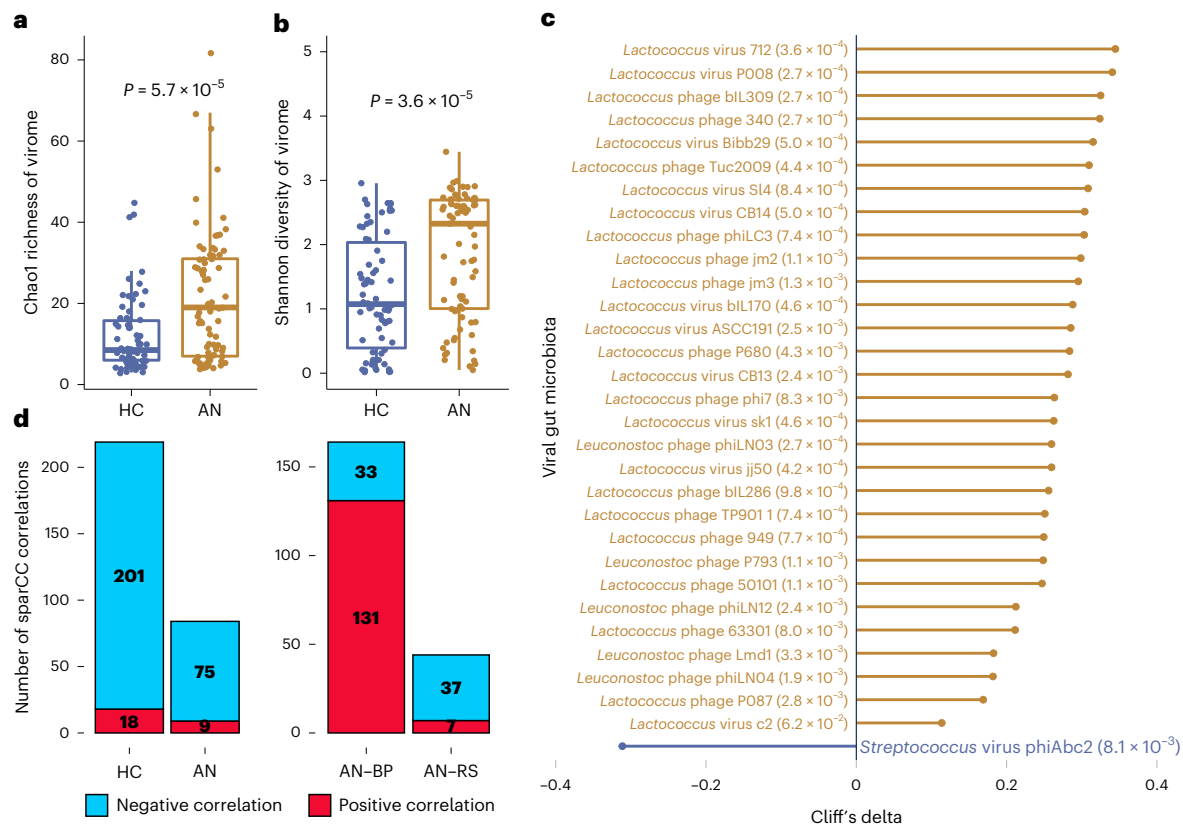 a
Chao1 richness of virome
80
60
40
20
0
P = 5.7 × 10⁻⁵
HC
AN
b
Shannon diversity of virome
5
4
3
2
1
0
P = 3.6 × 10⁻⁵
HC
AN
c
Viral gut microbiota
Lactococcus virus 712 (3.6 × 10⁻⁴)
Lactococcus virus P008 (2.7 × 10⁻⁴)
Lactococcus phage bIL309 (2.7 × 10⁻⁴)
Lactococcus phage 340 (2.7 × 10⁻⁴)
Lactococcus virus Bibb29 (5.0 × 10⁻⁴)
Lactococcus phage Tuc2009 (4.4 × 10⁻⁴)
Lactococcus virus Sl4 (8.4 × 10⁻⁴)
Lactococcus virus CB14 (5.0 × 10⁻⁴)
Lactococcus phage phiLC3 (7.4 × 10⁻⁴)
Lactococcus phage jm2 (1.1 × 10⁻³)
Lactococcus phage jm3 (1.3 × 10⁻³)
Lactococcus virus bIL170 (4.6 × 10⁻⁴)
Lactococcus virus ASCC191 (2.5 × 10⁻³)
Lactococcus phage P680 (4.3 × 10⁻³)
Lactococcus virus CB13 (2.4 × 10⁻³)
Lactococcus phage phi7 (8.3 × 10⁻³)
Lactococcus virus sk1 (4.6 × 10⁻⁴)
Leuconostoc phage phiLN03 (2.7 × 10⁻⁴)
Lactococcus virus jj50 (4.2 × 10⁻⁴)
Lactococcus phage bIL286 (9.8 × 10⁻⁴)
Lactococcus phage TP901 1 (7.4 × 10⁻⁴)
Lactococcus phage 949 (7.7 × 10⁻⁴)
Leuconostoc phage P793 (1.1 × 10⁻³)
Lactococcus phage 50101 (1.1 × 10⁻³)
Leuconostoc phage phiLN12 (2.4 × 10⁻³)
Lactococcus phage 63301 (8.0 × 10⁻³)
Leuconostoc phage Lmd1 (3.3 × 10⁻³)
Leuconostoc phage phiLN04 (1.9 × 10⁻³)
Lactococcus phage P087 (2.8 × 10⁻³)
Lactococcus virus c2 (6.2 × 10⁻²)
Streptococcus virus phiAbc2 (8.1 × 10⁻³)
−0.4
−0.2
0
0.2
0.4
Cliff's delta
d
Number of sparCC correlations
200
150
100
50
0
201
18
75
9
HC
AN
150
100
50
0
33
131
37
7
AN–BP
AN–RS
Negative correlation
Positive correlation